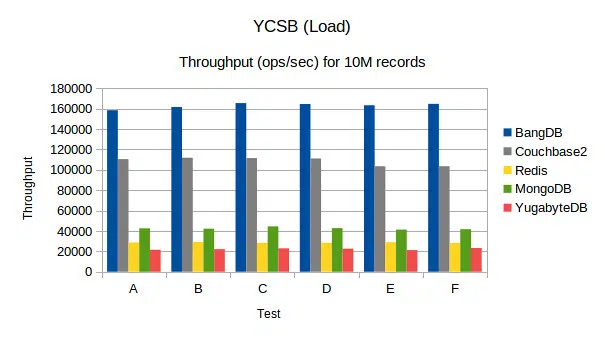 YCSB (Load)
Throughput (ops/sec) for 10M records
180000
160000
140000
120000
100000
80000
60000
40000
20000
0
Throughput
A B C D E F
Test
BangDB
Couchbase2
Redis
MongoDB
YugabyteDB